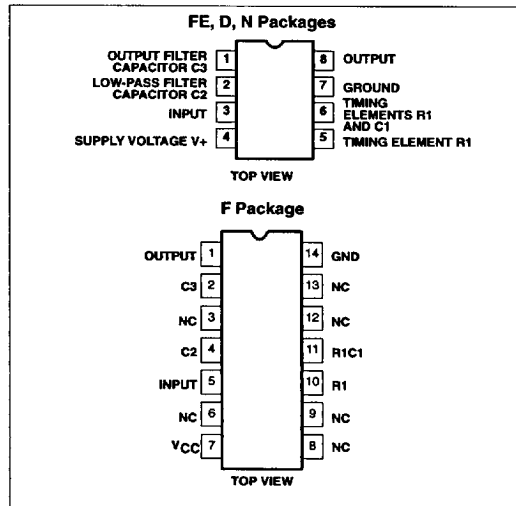 FE, D, N Packages
OUTPUT FILTER
CAPACITOR C3
1
8
OUTPUT
LOW-PASS FILTER
CAPACITOR C2
2
7
GROUND
INPUT
3
6
TIMING
ELEMENTS R1
AND C1
SUPPLY VOLTAGE V+
4
5
TIMING ELEMENT R1
TOP VIEW
F Package
OUTPUT
1
14
GND
C3
2
13
NC
NC
3
12
NC
C2
4
11
R1C1
INPUT
5
10
R1
NC
6
9
NC
VCC
7
8
NC
TOP VIEW